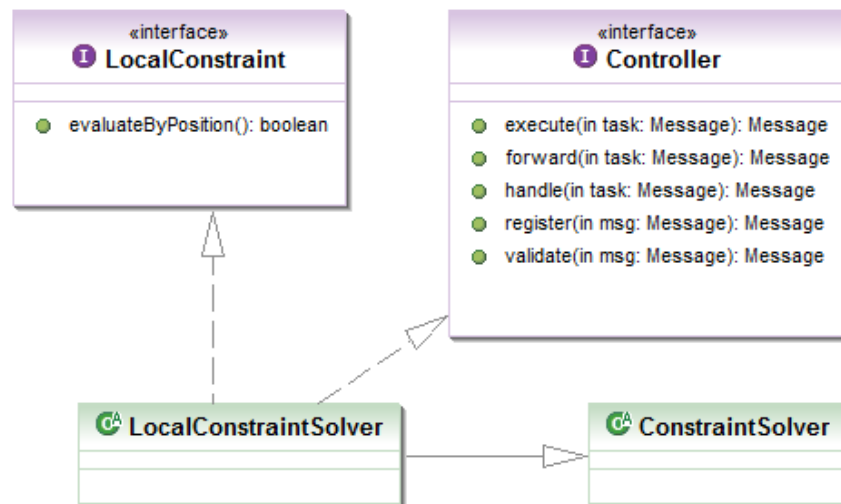 «interface»
I LocalConstraint
evaluateByPosition(): boolean
«interface»
I Controller
execute(in task: Message): Message
forward(in task: Message): Message
handle(in task: Message): Message
register(in msg: Message): Message
validate(in msg: Message): Message
C A LocalConstraintSolver
C A ConstraintSolver